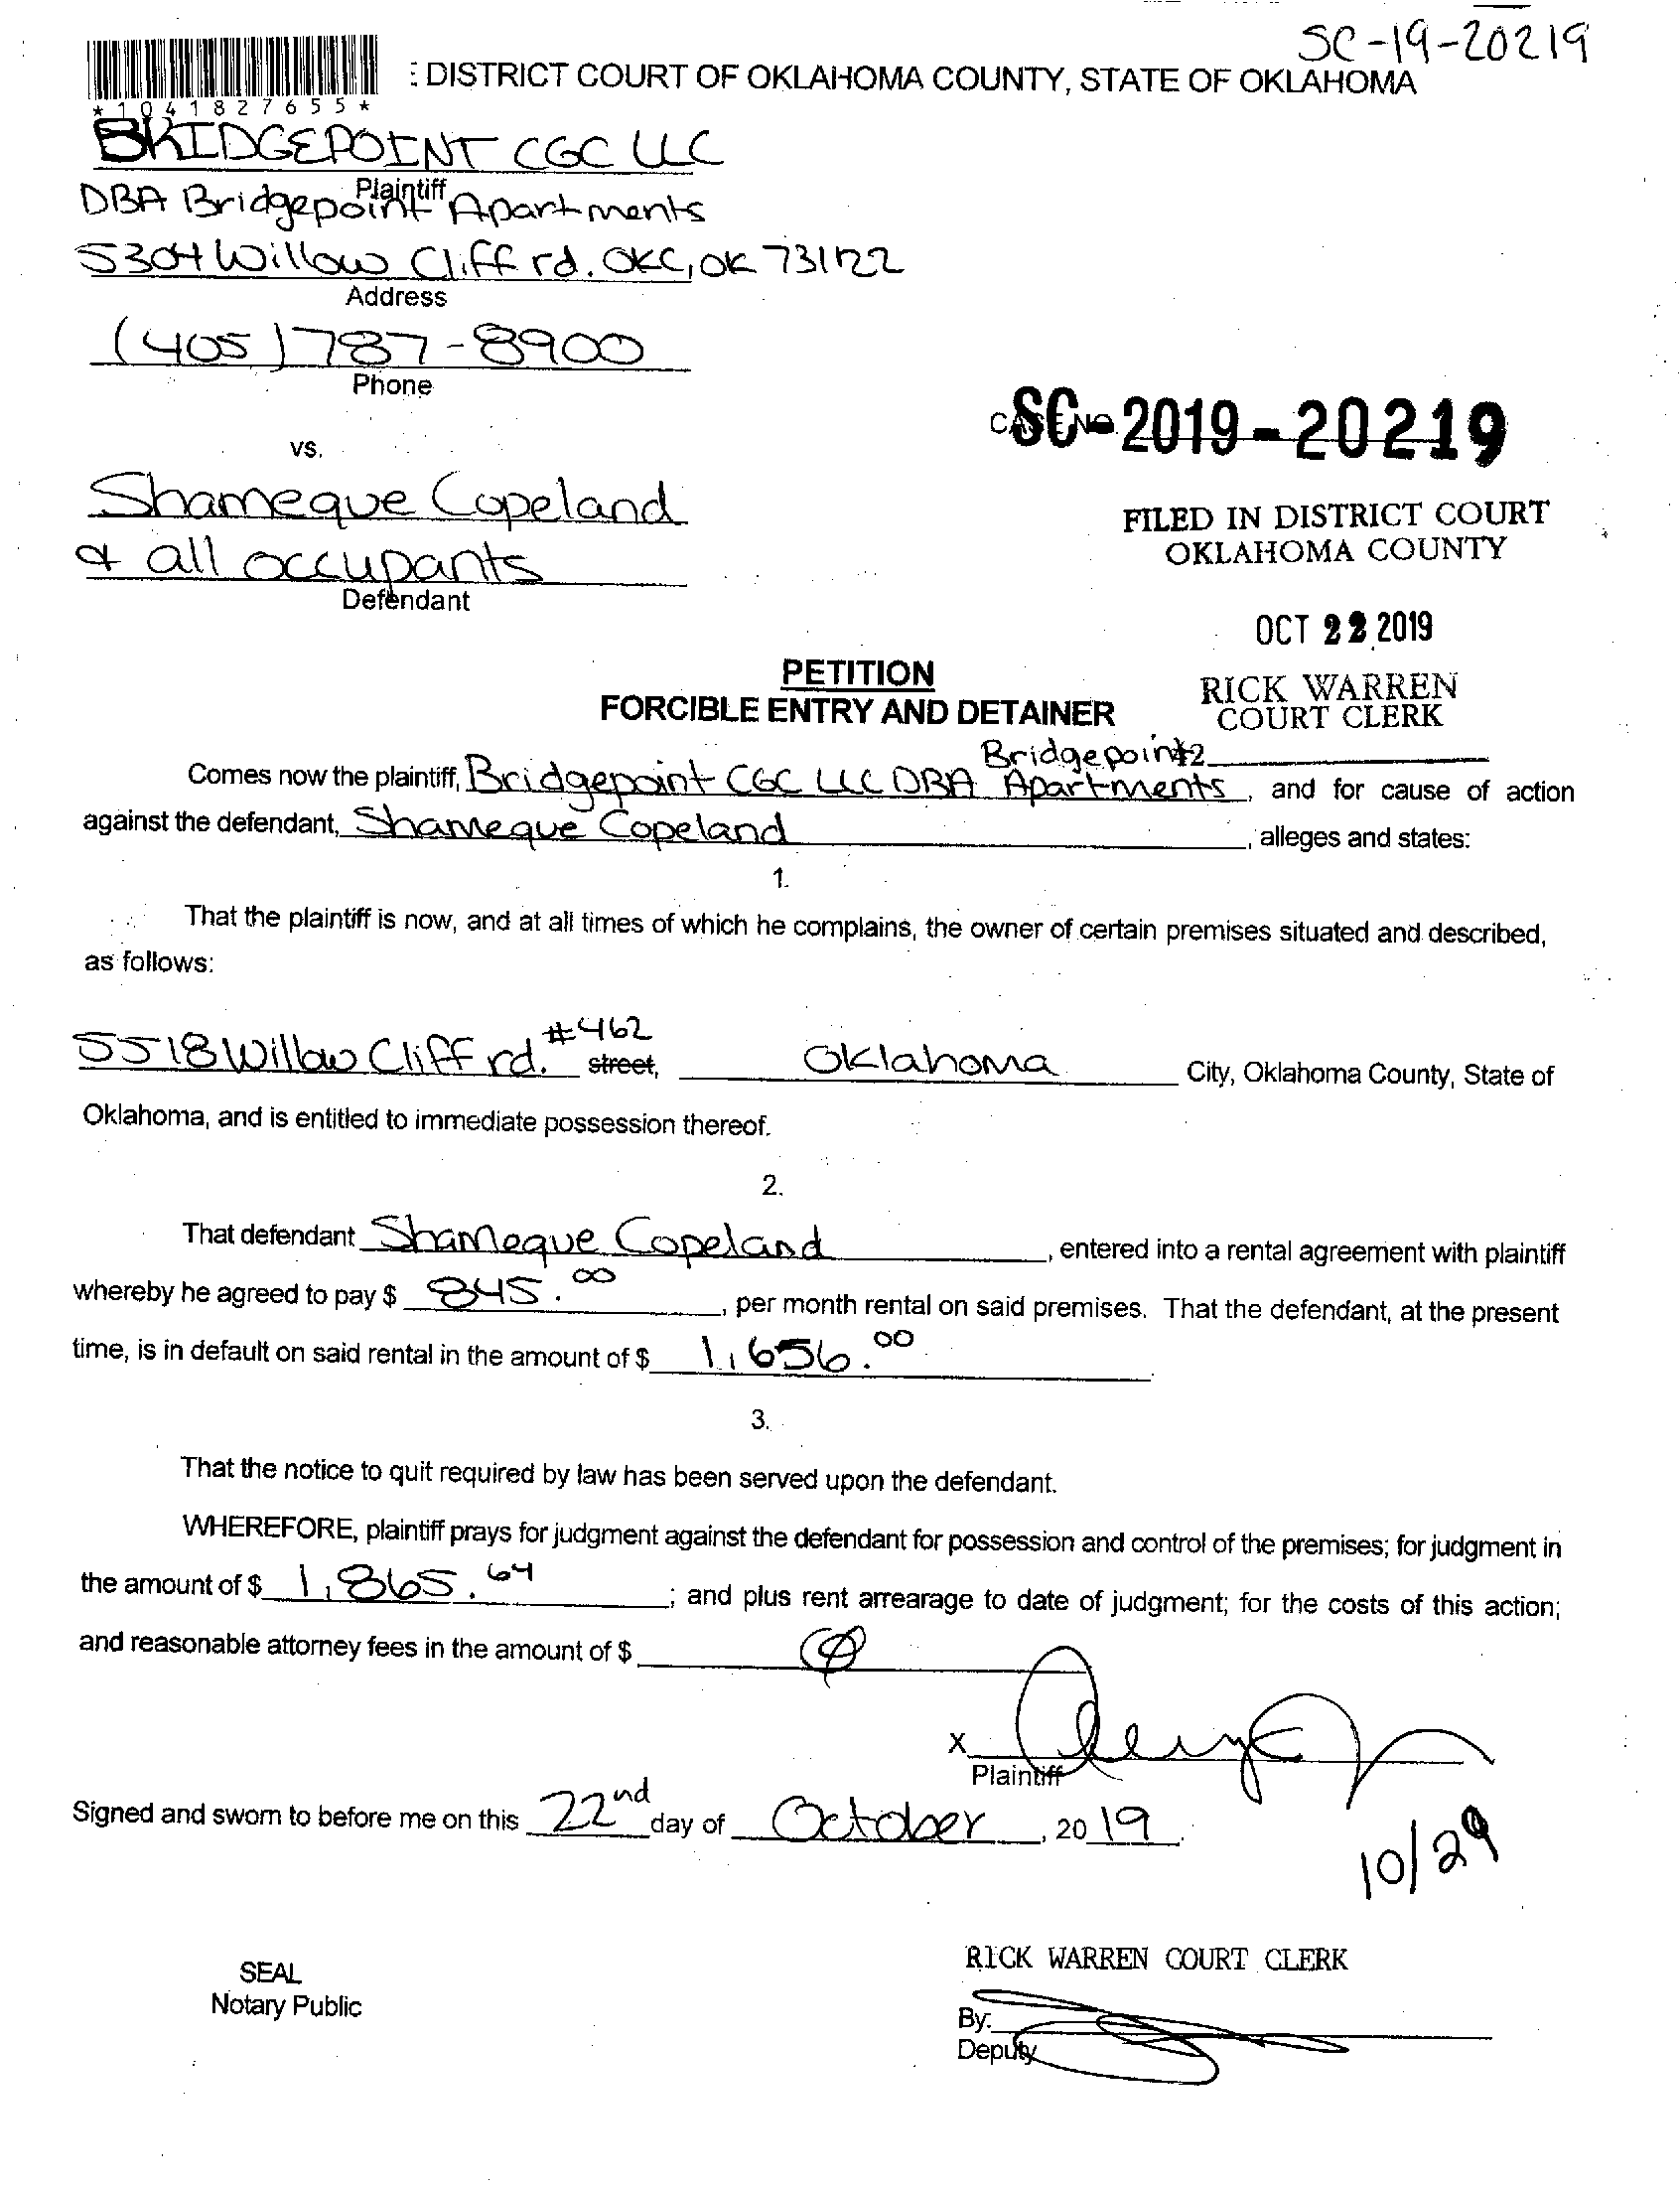 SC-19-20219
: DISTRICT COURT OF OKLAHOMA COUNTY, STATE OF OKLAHOMA
*1041827655*
BRIDGEPOINT CGC LLC
Plaintiff
DBA Bridgepoint Apartments
5304 Willow Cliff rd. OKC, OK 73122
Address
(405) 787-8900
Phone
CASE NO. SC-2019-20219
vs.
Shameque Copeland
& all occupants
Defendant
FILED IN DISTRICT COURT
OKLAHOMA COUNTY
OCT 22 2019
RICK WARREN
COURT CLERK
PETITION
FORCIBLE ENTRY AND DETAINER
Comes now the plaintiff, Bridgepoint CGC LLC DBA Bridgepoint Apartments, and for cause of action
against the defendant, Shameque Copeland, alleges and states:
1.
That the plaintiff is now, and at all times of which he complains, the owner of certain premises situated and described,
as follows:
5518 Willow Cliff rd. #462 street, Oklahoma City, Oklahoma County, State of
Oklahoma, and is entitled to immediate possession thereof.
2.
That defendant Shameque Copeland, entered into a rental agreement with plaintiff
whereby he agreed to pay $ 845.00, per month rental on said premises. That the defendant, at the present
time, is in default on said rental in the amount of $ 1,656.00
3.
That the notice to quit required by law has been served upon the defendant.
WHEREFORE, plaintiff prays for judgment against the defendant for possession and control of the premises; for judgment in
the amount of $ 1,865.64; and plus rent arrearage to date of judgment; for the costs of this action;
and reasonable attorney fees in the amount of $
X
Plaintiff
Signed and sworn to before me on this 22nd day of October, 2019.
10/29
RICK WARREN COURT CLERK
SEAL
Notary Public
By:
Deputy